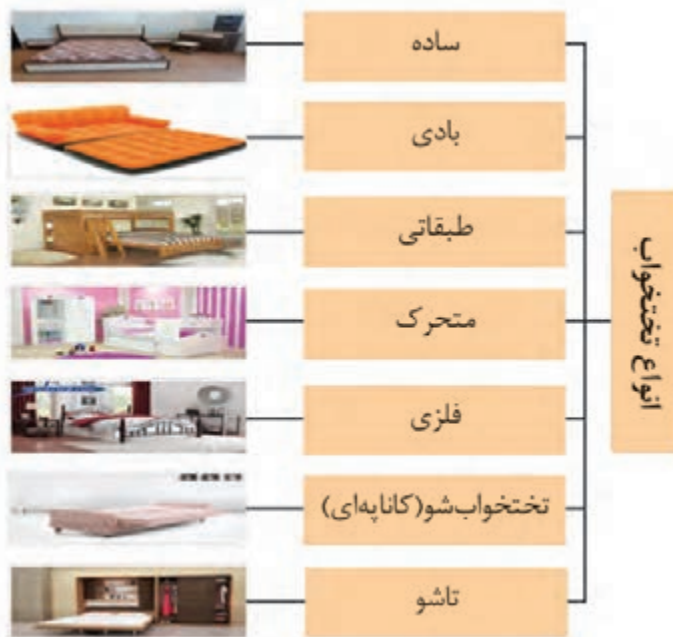 انواع تختخواب
ساده
بادی
طبقاتی
متحرک
فلزی
تختخواب‌شو(کاناپه‌ای)
تاشو